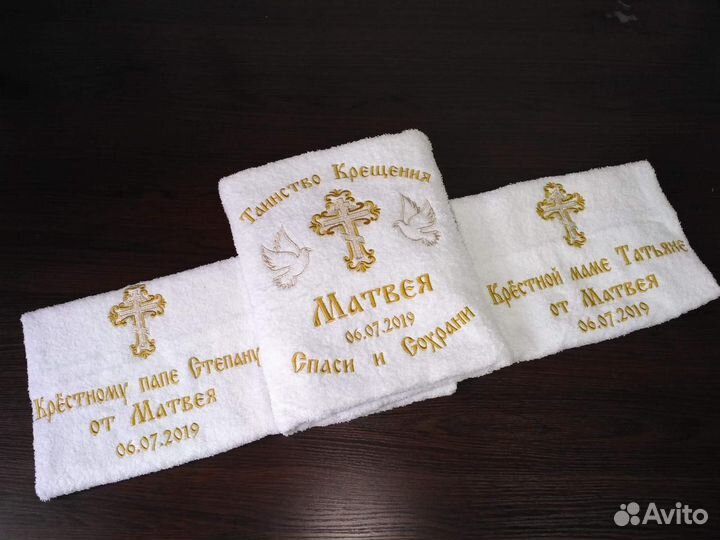 Таинство Крещения
Матвея
06.07.2019
Спаси и Сохрани
Крёстному папе Степану
от Матвея
06.07.2019
Крёстной маме Татьяне
от Матвея
06.07.2019
Avito